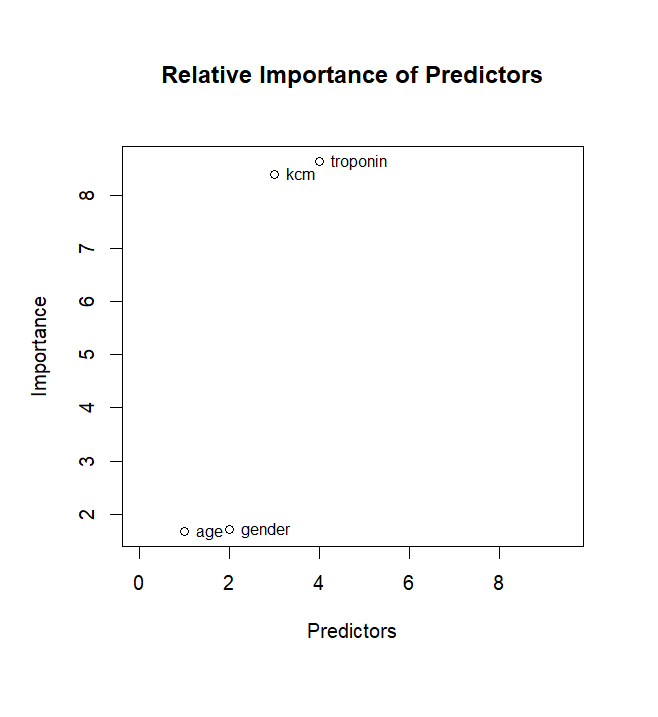 Relative Importance of Predictors
troponin
kcm
8
7
6
5
4
3
2
Importance
age
gender
0 2 4 6 8
Predictors